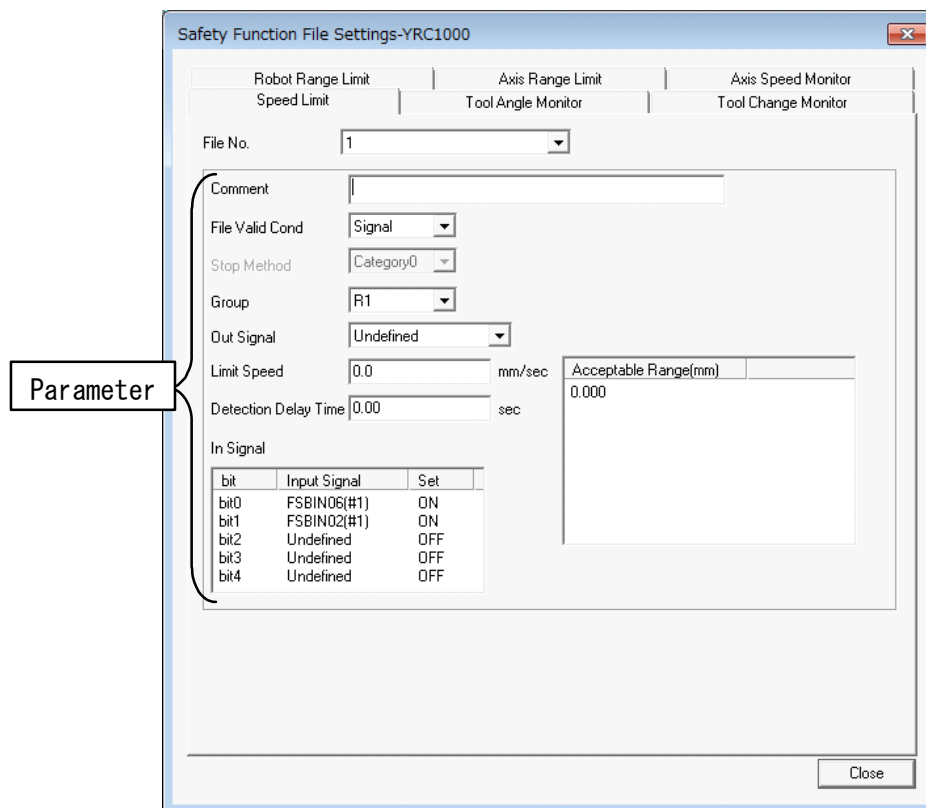 Safety Function File Settings-YRC1000
Robot Range Limit Axis Range Limit Axis Speed Monitor
Speed Limit Tool Angle Monitor Tool Change Monitor
File No. 1
Comment
File Valid Cond Signal
Stop Method Category0
Group R1
Out Signal Undefined
Limit Speed 0.0 mm/sec
Detection Delay Time 0.00 sec
Acceptable Range(mm)
0.000
In Signal
bit Input Signal Set
bit0 FSBIN06(#1) ON
bit1 FSBIN02(#1) ON
bit2 Undefined OFF
bit3 Undefined OFF
bit4 Undefined OFF
Parameter
Close